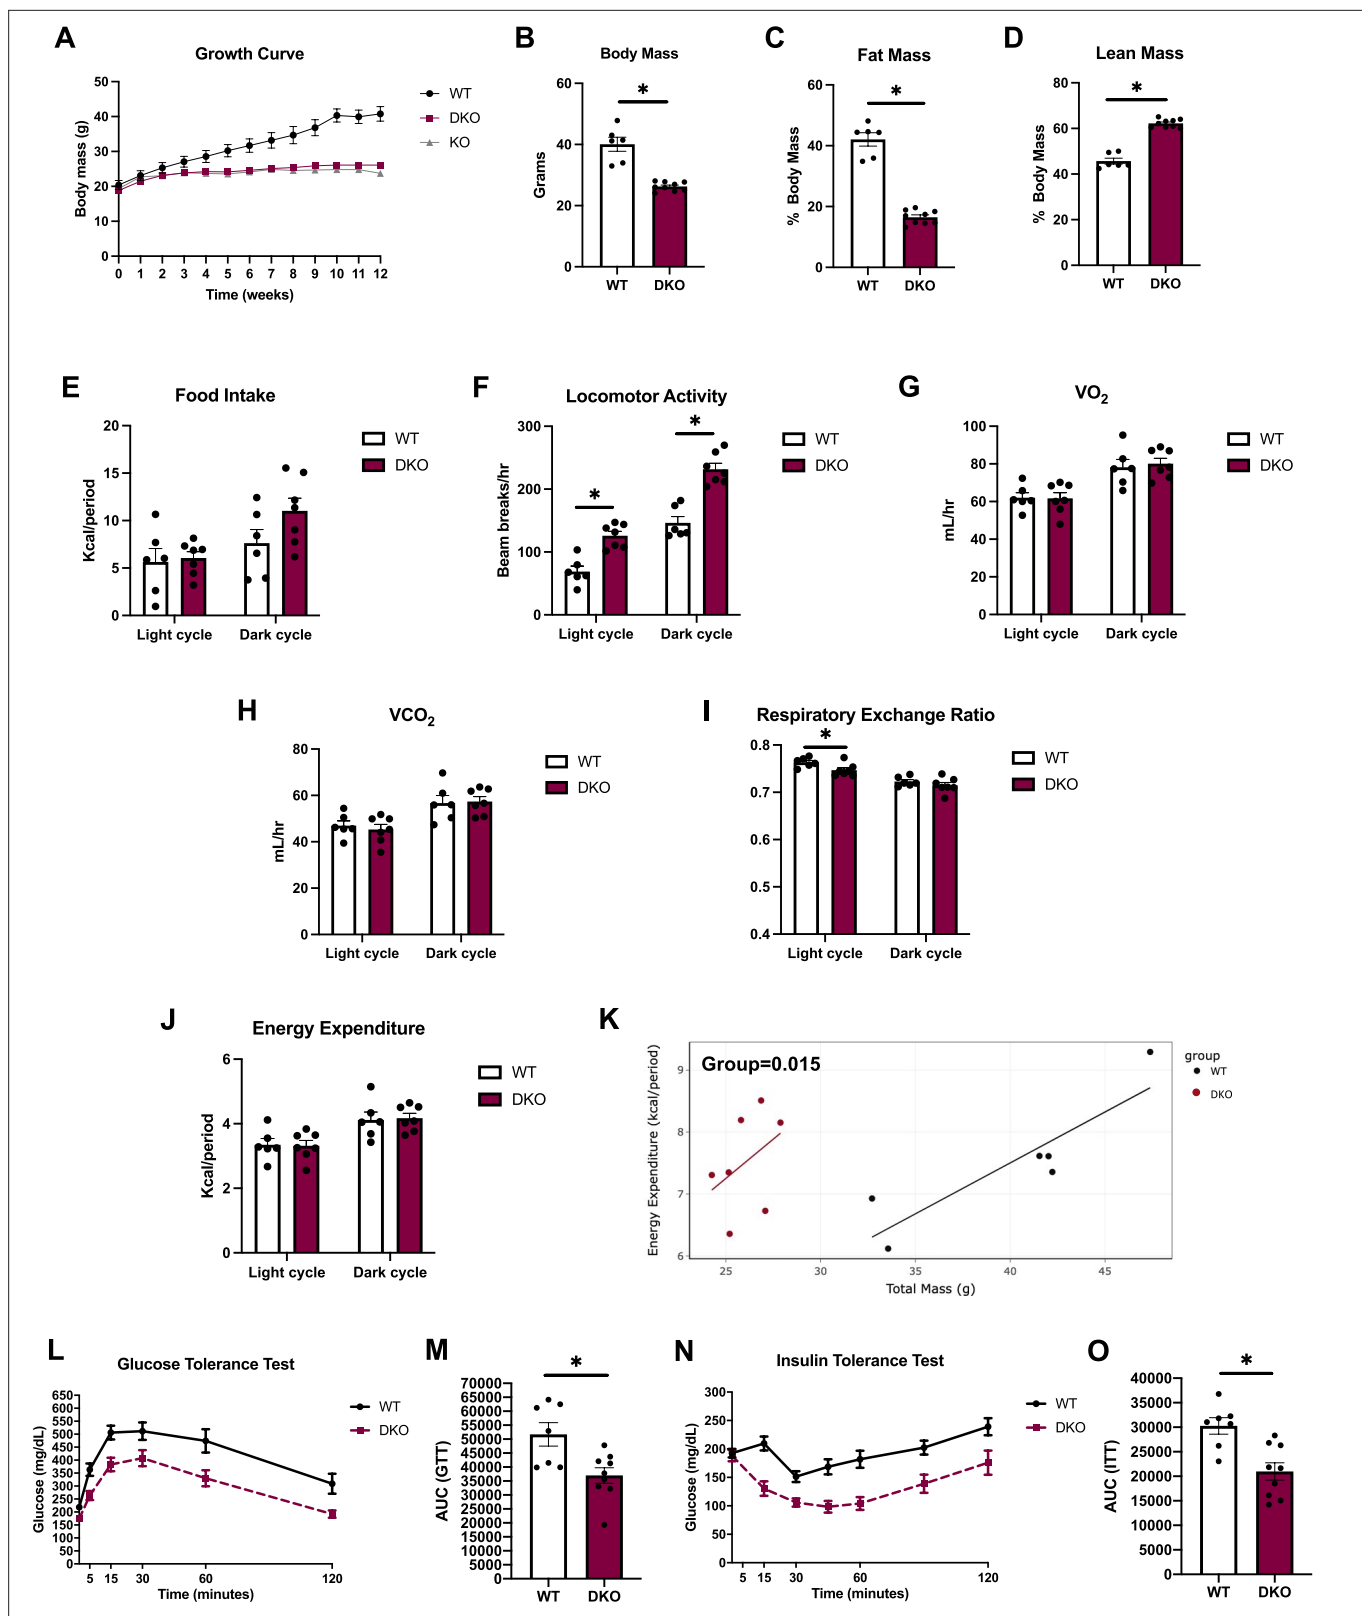 A
Growth Curve
Body mass (g)
50
40
30
20
10
0
0 1 2 3 4 5 6 7 8 9 10 11 12
Time (weeks)
WT
DKO
KO
B
Body Mass
Grams
60
40
20
0
*
WT DKO
C
Fat Mass
% Body Mass
60
40
20
0
*
WT DKO
D
Lean Mass
% Body Mass
80
60
40
20
0
*
WT DKO
E
Food Intake
Kcal/period
20
15
10
5
0
Light cycle Dark cycle
WT
DKO
F
Locomotor Activity
Beam breaks/hr
300
200
100
0
*
*
Light cycle Dark cycle
WT
DKO
G
VO2
mL/hr
100
80
60
40
20
0
Light cycle Dark cycle
WT
DKO
H
VCO2
mL/hr
80
60
40
20
0
Light cycle Dark cycle
WT
DKO
I
Respiratory Exchange Ratio
0.8
0.7
0.6
0.5
0.4
*
Light cycle Dark cycle
WT
DKO
J
Energy Expenditure
Kcal/period
6
4
2
0
Light cycle Dark cycle
WT
DKO
K
Group=0.015
Energy Expenditure (kcal/period)
9
8
7
6
25 30 35 40 45
Total Mass (g)
group
WT
DKO
L
Glucose Tolerance Test
Glucose (mg/dL)
650
600
550
500
450
400
350
300
250
200
150
100
50
0
5 15 30 60 120
Time (minutes)
WT
DKO
M
AUC (GTT)
70000
65000
60000
55000
50000
45000
40000
35000
30000
25000
20000
15000
10000
5000
0
*
WT DKO
N
Insulin Tolerance Test
Glucose (mg/dL)
300
250
200
150
100
50
0
5 15 30 60 120
Time (minutes)
WT
DKO
O
AUC (ITT)
40000
35000
30000
25000
20000
15000
10000
5000
0
*
WT DKO